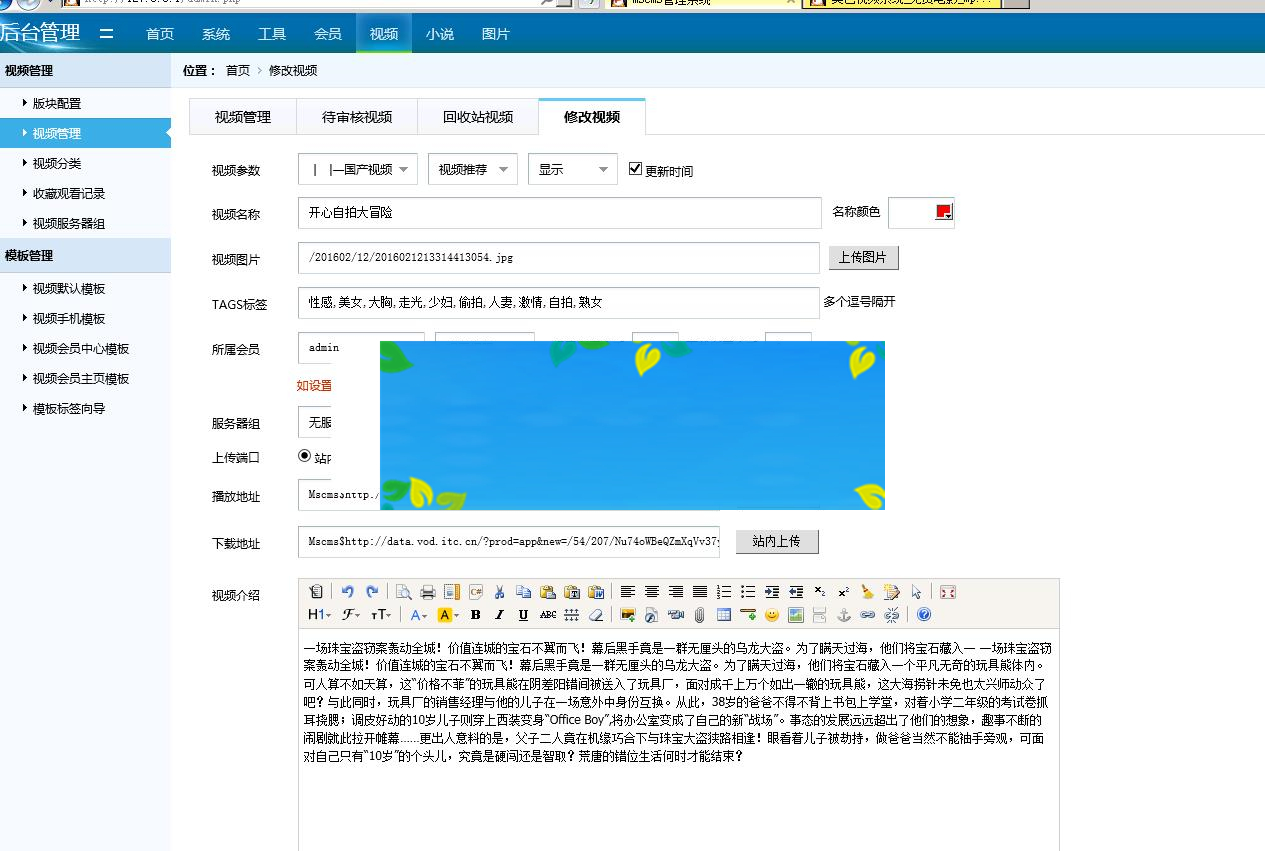 后台管理 首页 系统 工具 会员 视频 小说 图片
视频管理
版块配置
视频管理
视频分类
收藏观看记录
视频服务器组
模板管理
视频默认模板
视频手机模板
视频会员中心模板
视频会员主页模板
模板标签向导
位置： 首页 > 修改视频
视频管理 待审核视频 回收站视频 修改视频
视频参数 | |—国产视频 视频推荐 显示 更新时间
视频名称 开心自拍大冒险 名称颜色
视频图片 /201602/12/2016021213314413054.jpg 上传图片
TAGS标签 性感,美女,大胸,走光,少妇,偷拍,人妻,激情,自拍,熟女 多个逗号隔开
所属会员 admin
如设置
服务器组 无服
上传端口 站内
播放地址 Mscms$http:/
下载地址 Mscms$http://data.vod.itc.cn/?prod=app&new=/54/207/Nu74oWBeQZmXqVv37y 站内上传
视频介绍
一场珠宝盗窃案轰动全城！价值连城的宝石不翼而飞！幕后黑手竟是一群无厘头的乌龙大盗。为了瞒天过海，他们将宝石藏入一 一场珠宝盗窃
案轰动全城！价值连城的宝石不翼而飞！幕后黑手竟是一群无厘头的乌龙大盗。为了瞒天过海，他们将宝石藏入一个平凡无奇的玩具熊体内。
可人算不如天算，这“价格不菲”的玩具熊在阴差阳错间被送入了玩具厂，面对成千上万个如出一辙的玩具熊，这大海捞针未免也太兴师动众了
吧？与此同时，玩具厂的销售经理与他的儿子在一场意外中身份互换。从此，38岁的爸爸不得不背上书包上学堂，对着小学二年级的考试卷抓
耳挠腮；调皮好动的10岁儿子则穿上西装变身“Office Boy”,将办公室变成了自己的新“战场”。事态的发展远远超出了他们的想象，趣事不断的
闹剧就此拉开帷幕……更出人意料的是，父子二人竟在机缘巧合下与珠宝大盗狭路相逢！眼看着儿子被劫持，做爸爸当然不能袖手旁观，可面
对自己只有“10岁”的个头儿，究竟是硬闯还是智取？荒唐的错位生活何时才能结束？